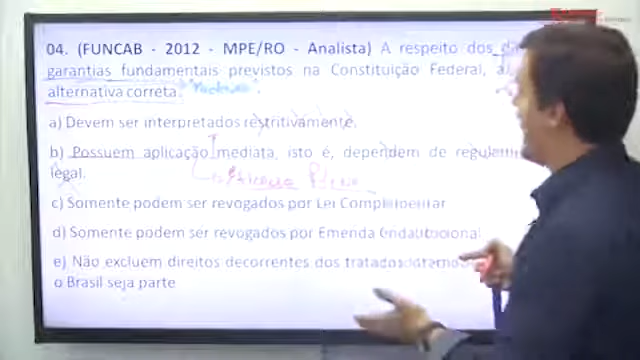 04. (FUNCAB - 2012 - MPE/RO - Analista) A respeito dos
garantias fundamentais previstos na Constituição Federal,
alternativa correta.
a) Devem ser interpretados restritivamente.
b) Possuem aplicação imediata, isto é, dependem de
legal.
c) Somente podem ser revogados por Lei Complementar
d) Somente podem ser revogados por Emenda Constitucional
e) Não excluem direitos decorrentes dos tratados
o Brasil seja parte